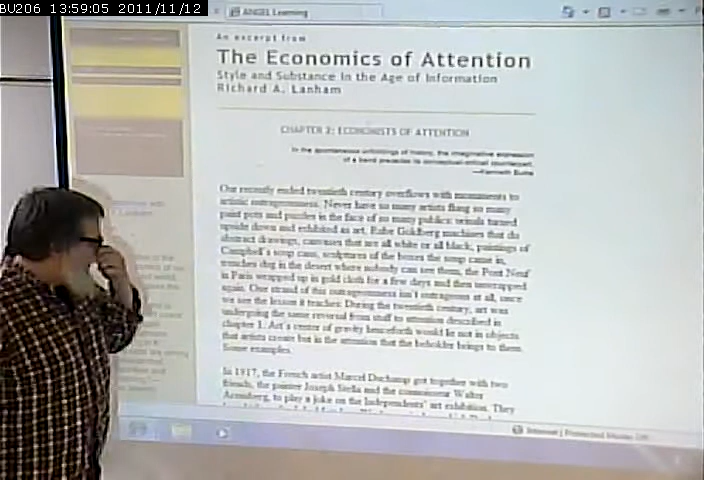 BU206 13:59:05 2011/11/12
ANGEL Learning
An excerpt from
The Economics of Attention
Style and Substance in the Age of Information
Richard A. Lanham
CHAPTER 2: ECONOMISTS OF ATTENTION
In the spontaneous unfoldings of history, the imaginative expression
of a trend precedes its conceptual-critical counterpart.
—Kenneth Burke
Our recently ended twentieth century overflows with monuments to
artistic outrageousness. Never have so many artists flung so many
paint pots and puzzles in the face of so many publics: urinals turned
upside down and exhibited as art, Rube Goldberg machines that do
abstract drawings, canvases that are all white or all black, paintings of
Campbell's soup cans, sculptures of the boxes the soup came in,
trenches dug in the desert where nobody can see them, the Pont Neuf
in Paris wrapped up in gold cloth for a few days and then unwrapped
again. One strand of this outrageousness isn't outrageous at all, once
we see the lesson it teaches. During the twentieth century, art was
undergoing the same reversal from stuff to attention described in
chapter 1. Art's center of gravity henceforth would lie not in objects
that artists create but in the attention that the beholder brings to them.
Some examples.
In 1917, the French artist Marcel Duchamp got together with two
friends, the painter Joseph Stella and the connoisseur Walter
Arensberg, to play a joke on the Independents' art exhibition. They
Internet | Protected Mode: Off